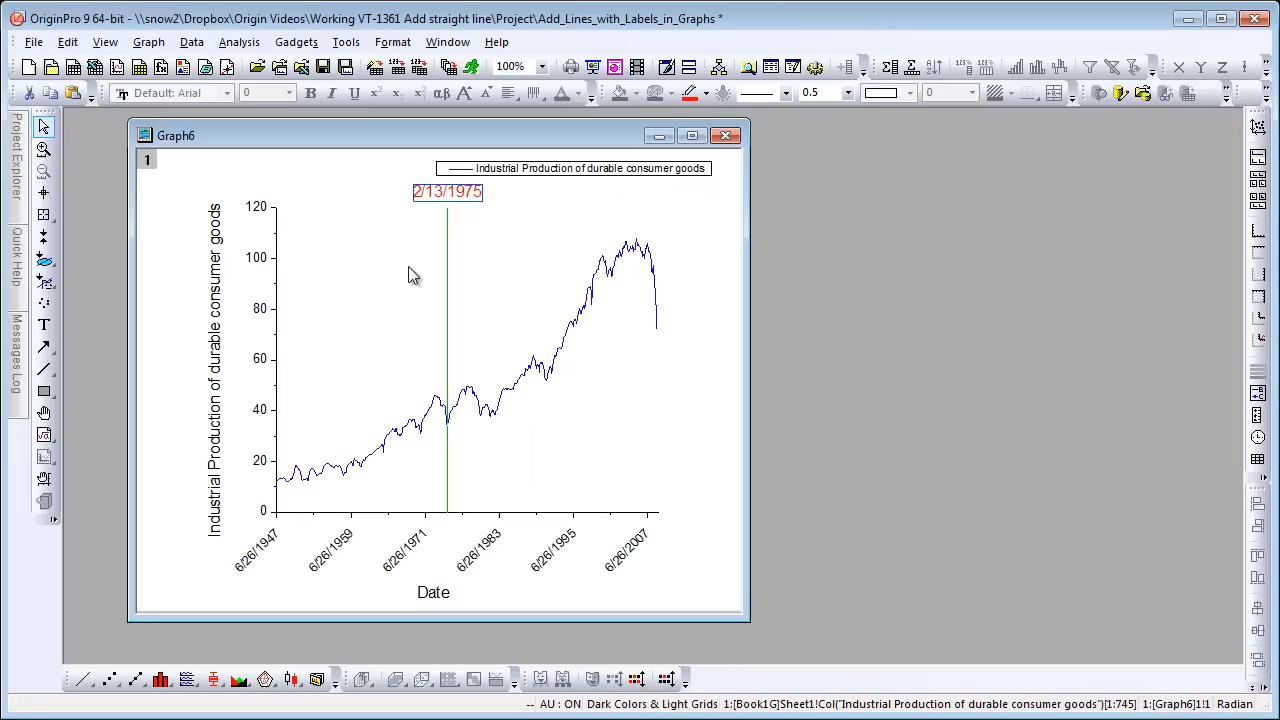 OriginPro 9 64-bit - \\snow2\Dropbox\Origin Videos\Working VT-1361 Add straight line\Project\Add_Lines_with_Labels_in_Graphs *
File Edit View Graph Data Analysis Gadgets Tools Format Window Help
100%
Default: Arial 0 B I U 0.5 0
Project Explorer
Quick Help
Messages Log
Graph6
1
Industrial Production of durable consumer goods
2/13/1975
Industrial Production of durable consumer goods
120
100
80
60
40
20
0
6/26/1947 6/26/1959 6/26/1971 6/26/1983 6/26/1995 6/26/2007
Date
-- AU : ON Dark Colors & Light Grids 1:[Book1G]Sheet1!Col("Industrial Production of durable consumer goods")[1:745] 1:[Graph6]1!1 Radian